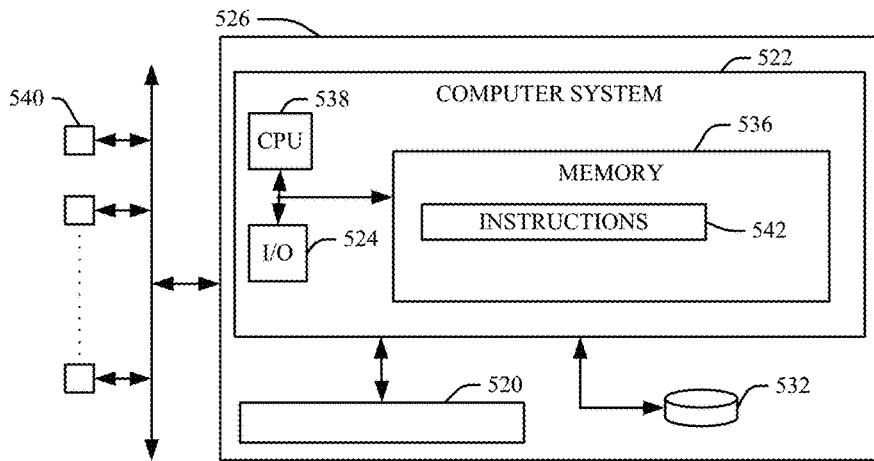 526
522
540
538
COMPUTER SYSTEM
CPU
536
MEMORY
INSTRUCTIONS
524
542
I/O
520
532